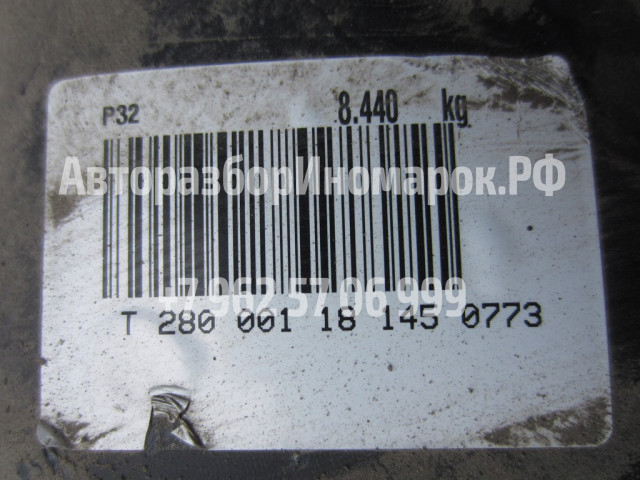 P32 8.440 kg
АвторазборИномарок.РФ
+7 962 57 06 999
T 280 001 18 145 0773